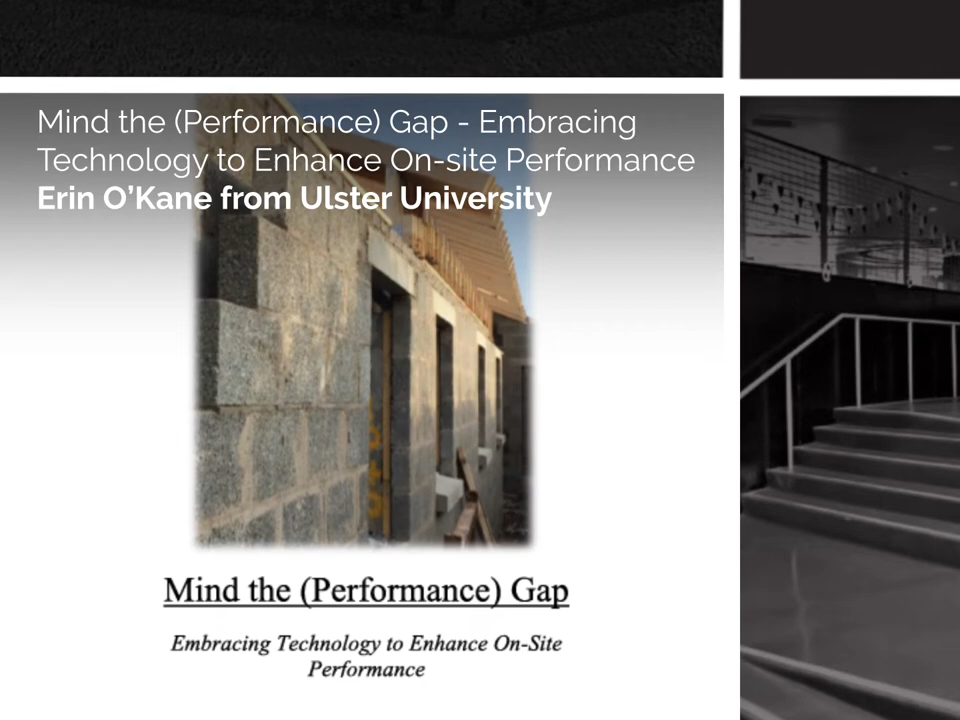 Mind the (Performance) Gap - Embracing
Technology to Enhance On-site Performance
Erin O'Kane from Ulster University
Mind the (Performance) Gap
Embracing Technology to Enhance On-Site
Performance